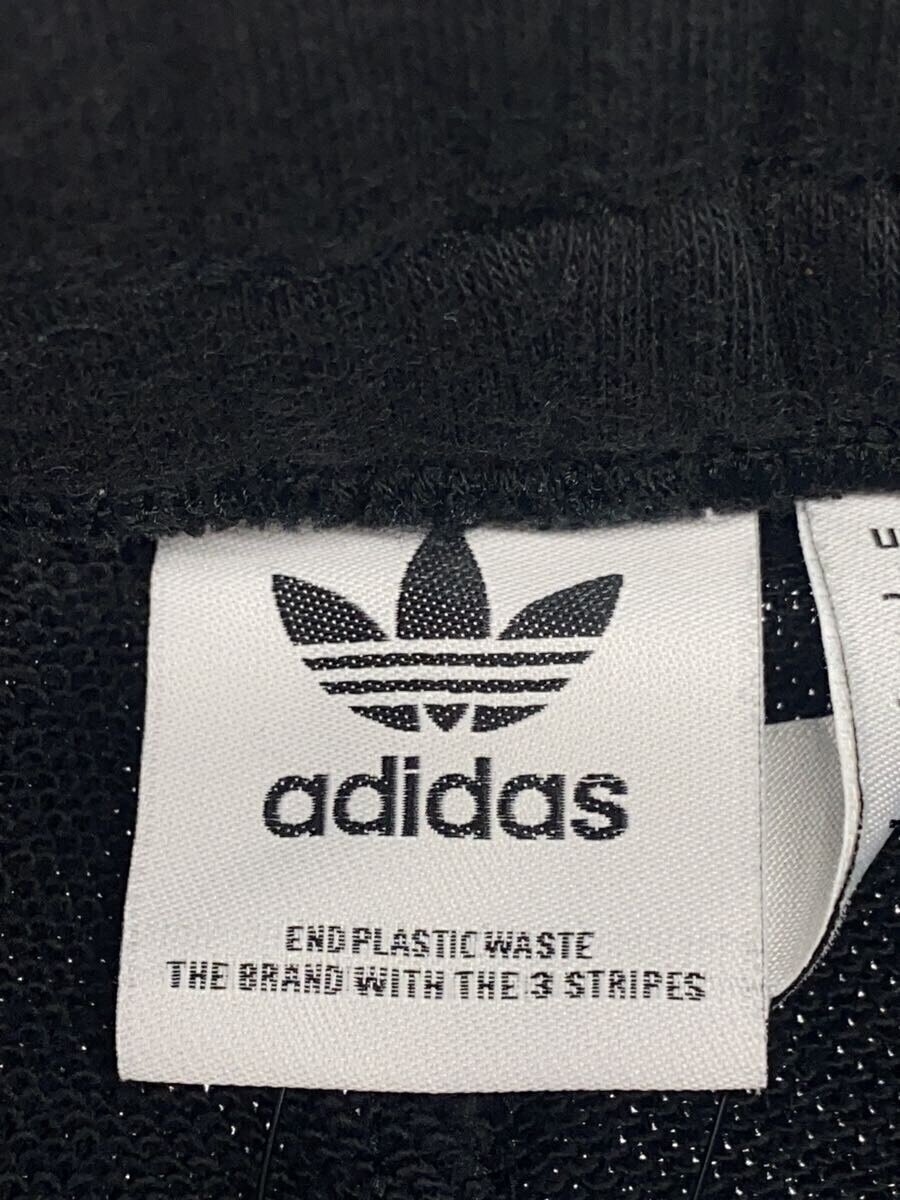 adidas
END PLASTIC WASTE
THE BRAND WITH THE 3 STRIPES